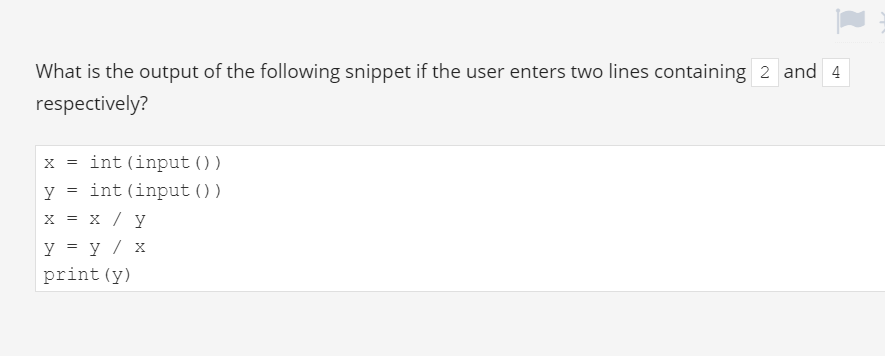 What is the output of the following snippet if the user enters two lines containing 2 and 4
respectively?
x = int(input())
y = int(input())
x = x / y
y = y / x
print(y)